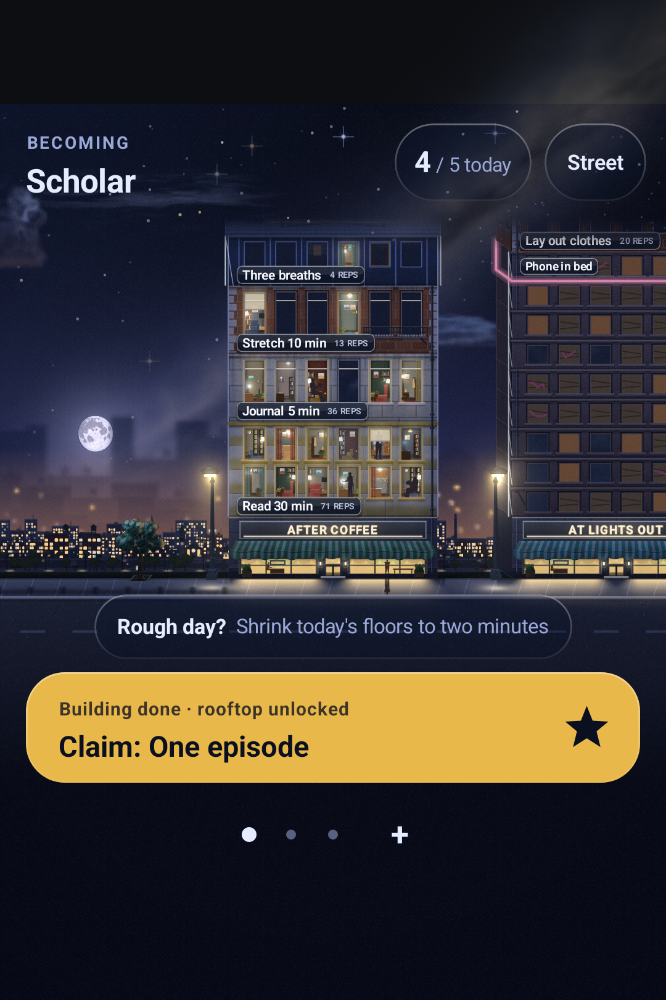 BECOMING
Scholar
4 / 5 today
Street
Lay out clothes 20 REPS
Phone in bed
Three breaths 4 REPS
Stretch 10 min 13 REPS
Journal 5 min 36 REPS
Read 30 min 71 REPS
AFTER COFFEE
AT LIGHTS OUT
Rough day? Shrink today's floors to two minutes
Building done · rooftop unlocked
Claim: One episode